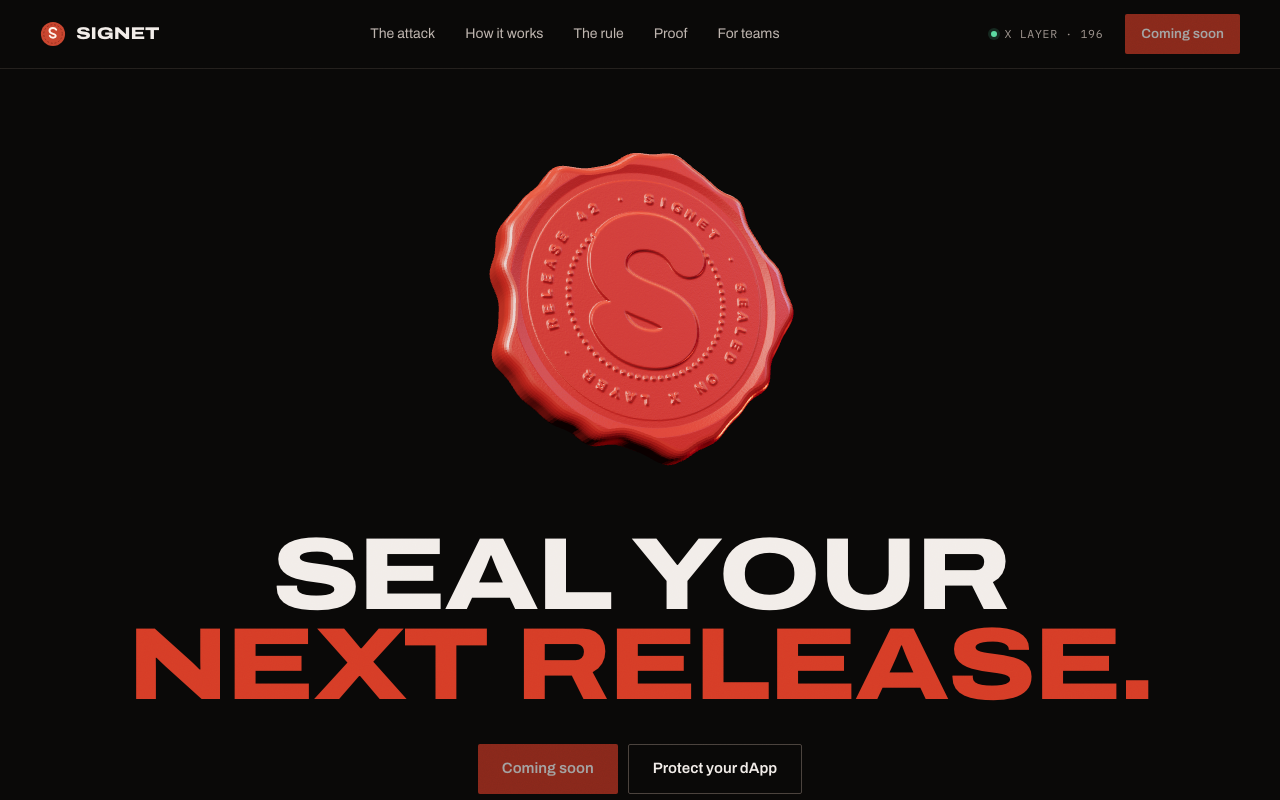 S SIGNET
The attack
How it works
The rule
Proof
For teams
X LAYER · 196
Coming soon
RELEASE 42 · SIGNET · SEALED ON X LAYER ·
S
SEAL YOUR
NEXT RELEASE.
Coming soon
Protect your dApp